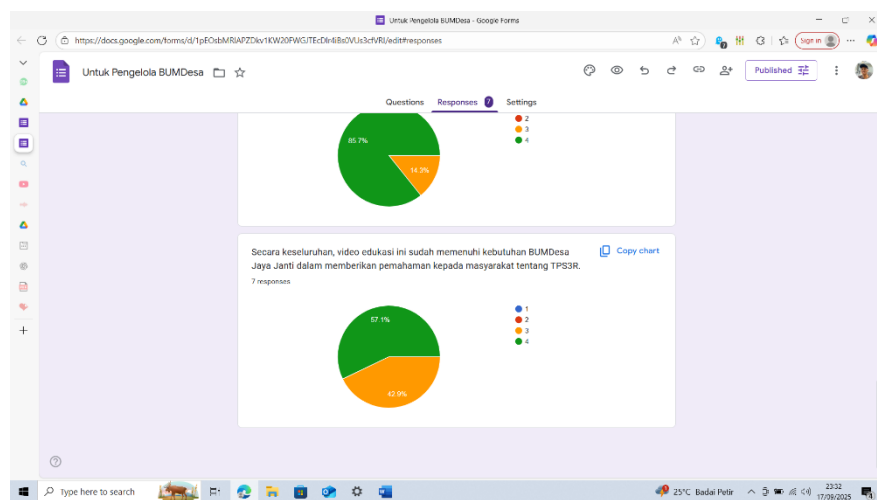 Untuk Pengelola BUMDesa - Google Forms
https://docs.google.com/forms/d/1pEOsbMRIAPZDkv1KW20FWGJTEcDln4iBs0VUs3cfVRI/edit#responses
Sign in
Untuk Pengelola BUMDesa
Published
Questions Responses 7 Settings
85.7%
14.3%
2
3
4
Secara keseluruhan, video edukasi ini sudah memenuhi kebutuhan BUMDesa
Jaya Janti dalam memberikan pemahaman kepada masyarakat tentang TPS3R.
Copy chart
7 responses
57.1%
42.9%
1
2
3
4
Type here to search
25°C Badai Petir
23:32
17/09/2025